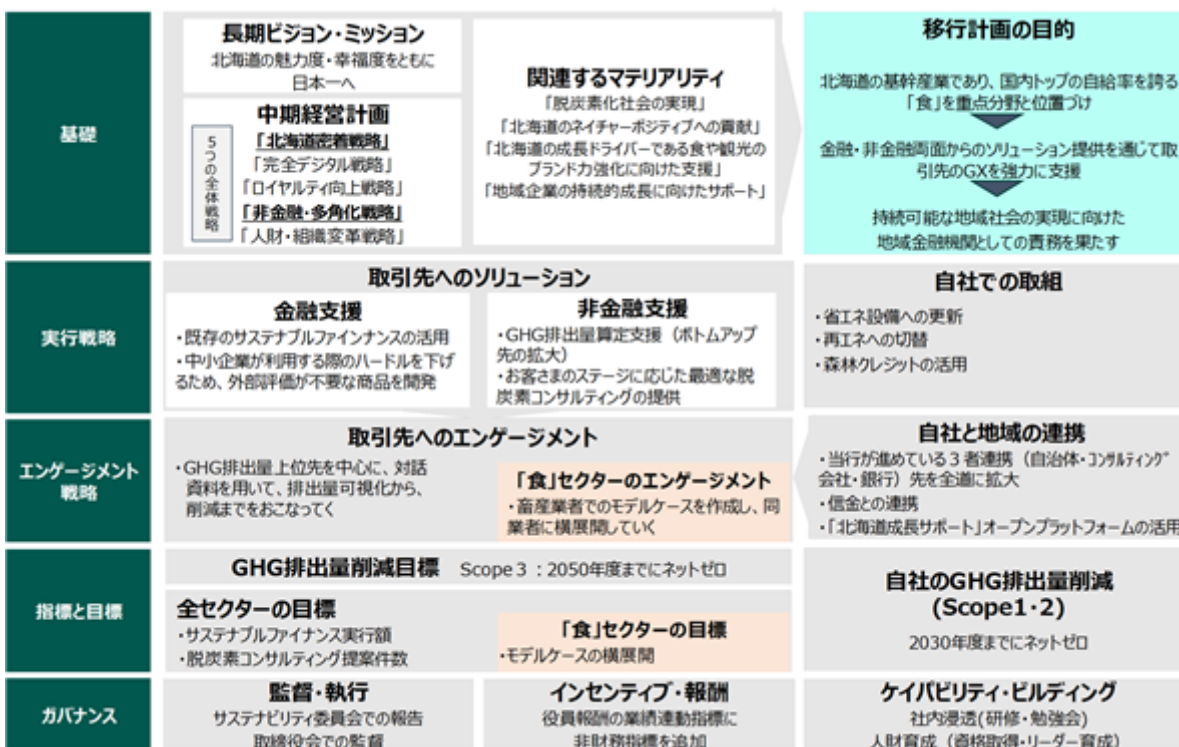 基礎
長期ビジョン・ミッション
北海道の魅力度・幸福度をともに
日本一へ
中期経営計画
5つの全体戦略
「北海道密着戦略」
「完全デジタル戦略」
「ロイヤルティ向上戦略」
「非金融・多角化戦略」
「人財・組織変革戦略」
関連するマテリアリティ
「脱炭素化社会の実現」
「北海道のネイチャーポジティブへの貢献」
「北海道の成長ドライバーである食や観光の
ブランド力強化に向けた支援」
「地域企業の持続的成長に向けたサポート」
移行計画の目的
北海道の基幹産業であり、国内トップの自給率を誇る
「食」を重点分野と位置づけ
金融・非金融両面からのソリューション提供を通じて取
引先のGXを強力に支援
持続可能な地域社会の実現に向けた
地域金融機関としての責務を果たす
実行戦略
取引先へのソリューション
金融支援
・既存のサステナブルファインナンスの活用
・中小企業が利用する際のハードルを下げ
るため、外部評価が不要な商品を開発
非金融支援
・GHG排出量算定支援（ボトムアップ
先の拡大）
・お客さまのステージに応じた最適な脱
炭素コンサルティングの提供
自社での取組
・省エネ設備への更新
・再エネへの切替
・森林クレジットの活用
エンゲージメント
戦略
取引先へのエンゲージメント
・GHG排出量上位先を中心に、対話
資料を用いて、排出量可視化から、
削減までをおこなってく
「食」セクターのエンゲージメント
・畜産業者でのモデルケースを作成し、同
業者に横展開していく
自社と地域の連携
・当行が進めている３者連携（自治体・ｺﾝｻﾙﾃｨﾝｸﾞ
会社・銀行）先を全道に拡大
・信金との連携
・「北海道成長サポート」オープンプラットフォームの活用
指標と目標
GHG排出量削減目標 Scope３：2050年度までにネットゼロ
全セクターの目標
・サステナブルファイナンス実行額
・脱炭素コンサルティング提案件数
「食」セクターの目標
・モデルケースの横展開
自社のGHG排出量削減
(Scope1・2)
2030年度までにネットゼロ
ガバナンス
監督・執行
サステナビリティ委員会での報告
取締役会での監督
インセンティブ・報酬
役員報酬の業績連動指標に
非財務指標を追加
ケイパビリティ・ビルディング
社内浸透(研修・勉強会)
人財育成（資格取得・リーダー育成）